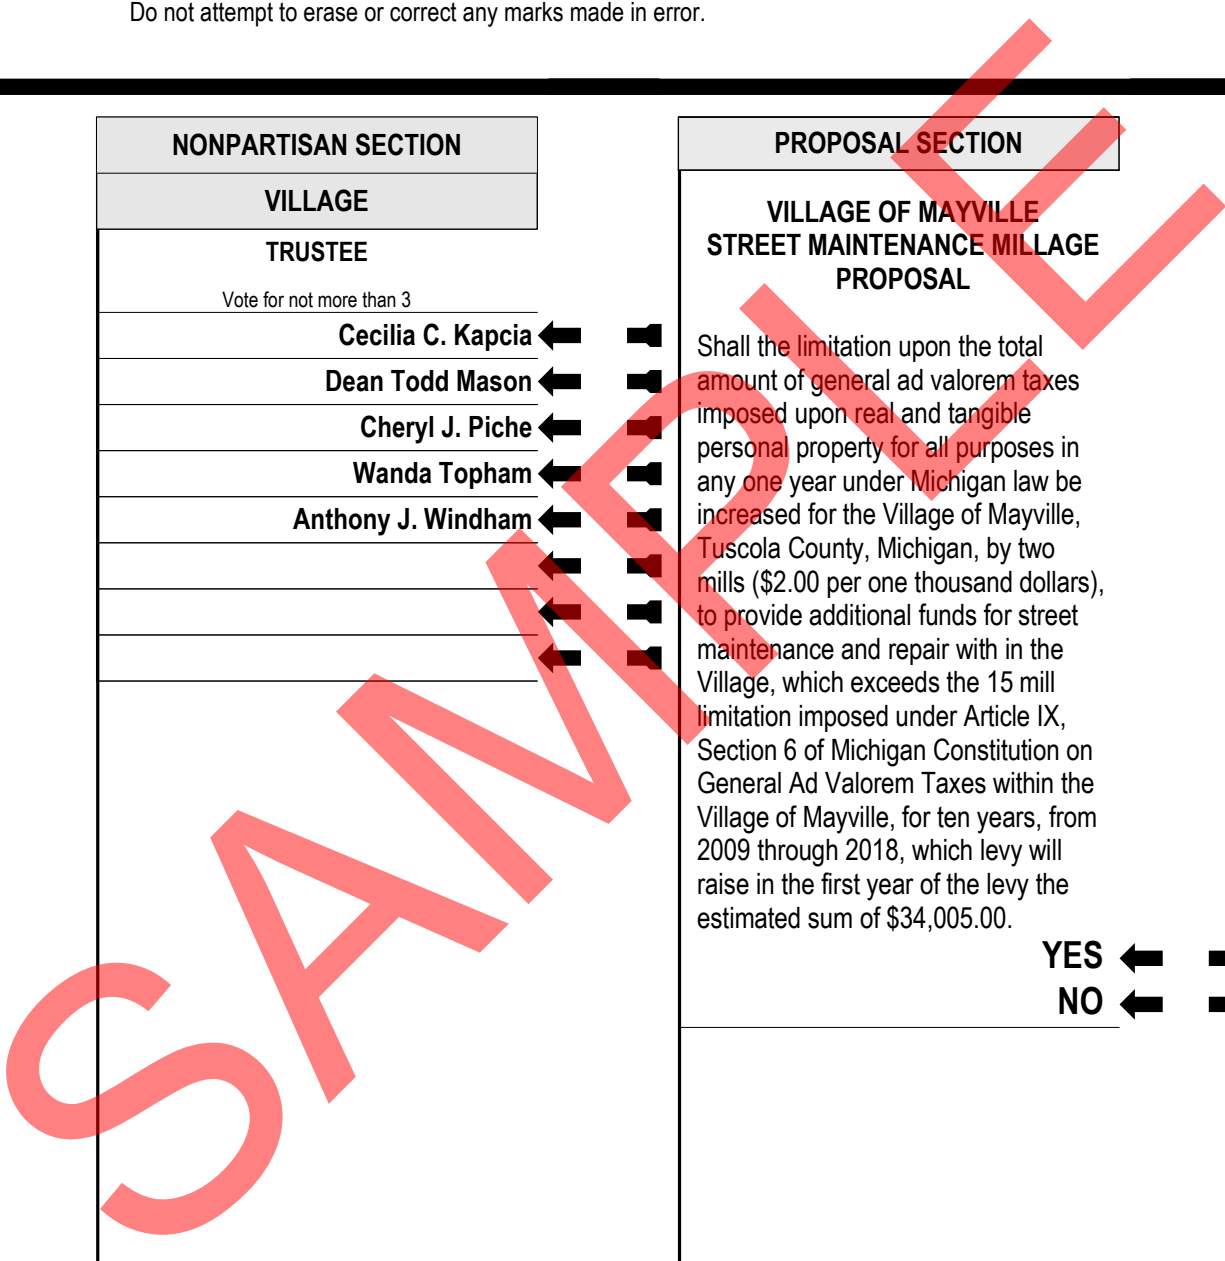 Do not attempt to erase or correct any marks made in error.
NONPARTISAN SECTION
VILLAGE
TRUSTEE
Vote for not more than 3
Cecilia C. Kapcia
Dean Todd Mason
Cheryl J. Piche
Wanda Topham
Anthony J. Windham
PROPOSAL SECTION
VILLAGE OF MAYVILLE
STREET MAINTENANCE MILLAGE
PROPOSAL
Shall the limitation upon the total
amount of general ad valorem taxes
imposed upon real and tangible
personal property for all purposes in
any one year under Michigan law be
increased for the Village of Mayville,
Tuscola County, Michigan, by two
mills ($2.00 per one thousand dollars),
to provide additional funds for street
maintenance and repair with in the
Village, which exceeds the 15 mill
limitation imposed under Article IX,
Section 6 of Michigan Constitution on
General Ad Valorem Taxes within the
Village of Mayville, for ten years, from
2009 through 2018, which levy will
raise in the first year of the levy the
estimated sum of $34,005.00.
YES
NO
SAMPLE